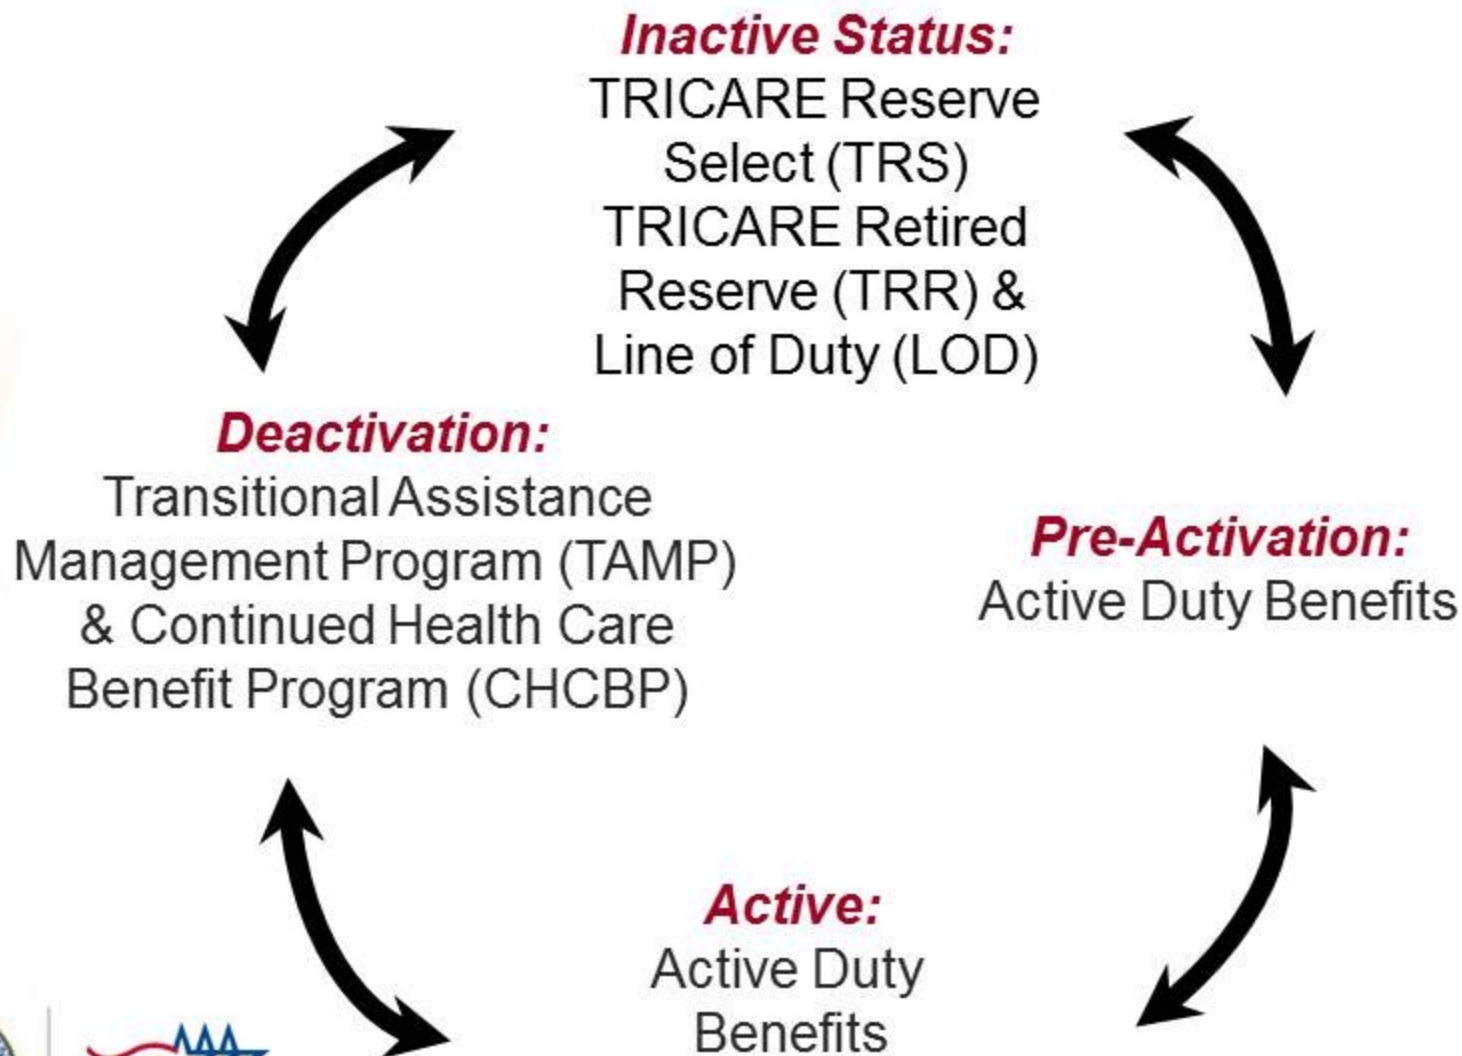 Inactive Status:
TRICARE Reserve
Select (TRS)
TRICARE Retired
Reserve (TRR) &
Line of Duty (LOD)
Deactivation:
Transitional Assistance
Management Program (TAMP)
& Continued Health Care
Benefit Program (CHCBP)
Pre-Activation:
Active Duty Benefits
Active:
Active Duty
Benefits